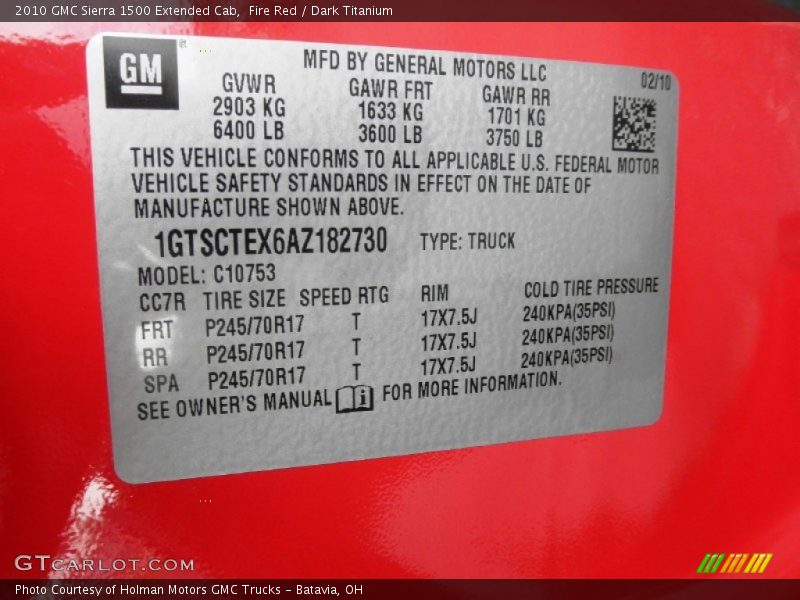 2010 GMC Sierra 1500 Extended Cab, Fire Red / Dark Titanium
GM
MFD BY GENERAL MOTORS LLC
02/10
GVWR GAWR FRT GAWR RR
2903 KG 1633 KG 1701 KG
6400 LB 3600 LB 3750 LB
THIS VEHICLE CONFORMS TO ALL APPLICABLE U.S. FEDERAL MOTOR
VEHICLE SAFETY STANDARDS IN EFFECT ON THE DATE OF
MANUFACTURE SHOWN ABOVE.
1GTSCTEX6AZ182730 TYPE: TRUCK
MODEL: C10753
CC7R TIRE SIZE SPEED RTG RIM COLD TIRE PRESSURE
FRT P245/70R17 T 17X7.5J 240KPA(35PSI)
RR P245/70R17 T 17X7.5J 240KPA(35PSI)
SPA P245/70R17 T 17X7.5J 240KPA(35PSI)
SEE OWNER'S MANUAL i FOR MORE INFORMATION.
GTCARLOT.COM
Photo Courtesy of Holman Motors GMC Trucks – Batavia, OH